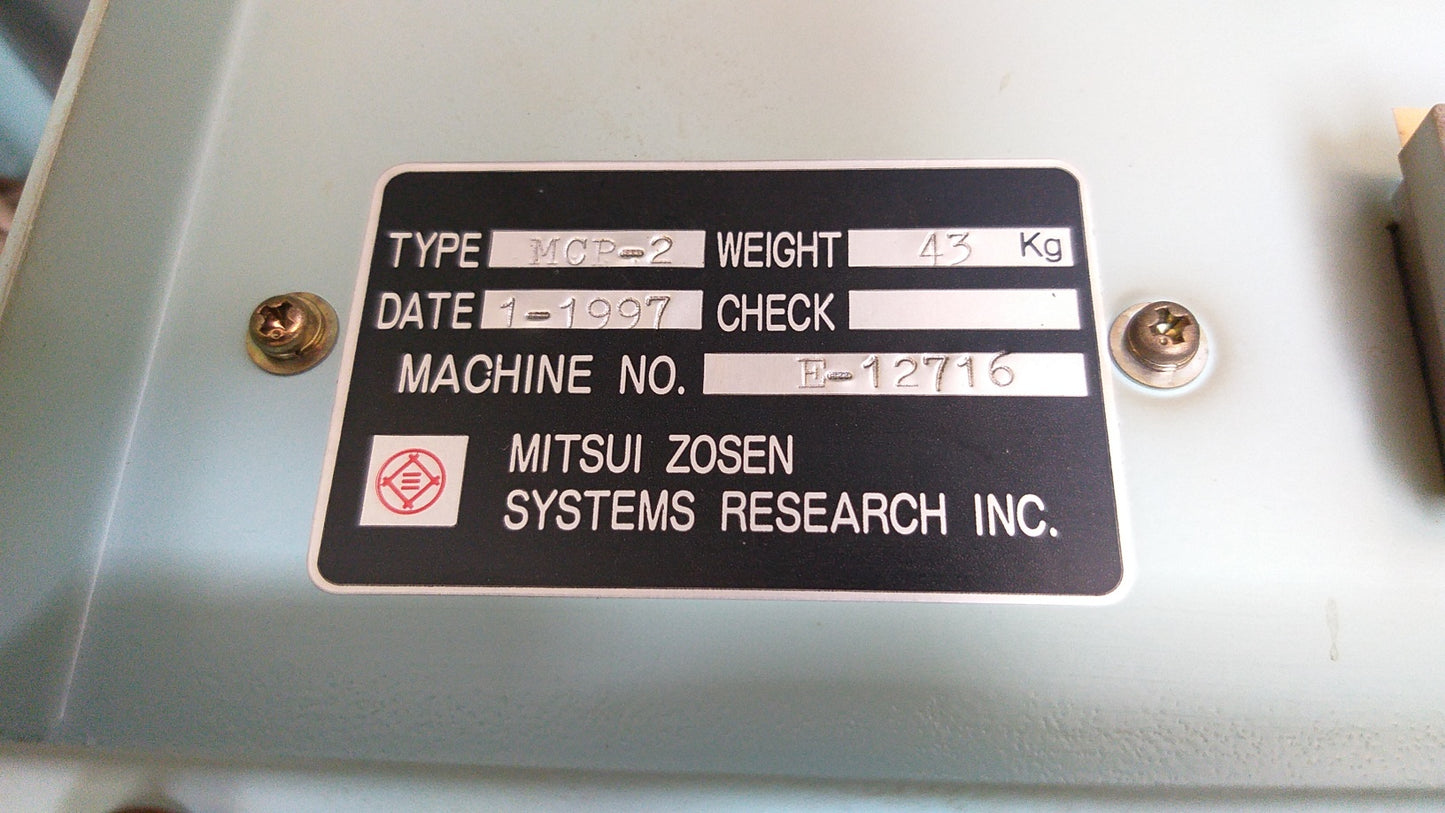 TYPE MCP-2 WEIGHT 43 Kg
DATE 1-1997 CHECK
MACHINE NO. E-12716
MITSUI ZOSEN
SYSTEMS RESEARCH INC.